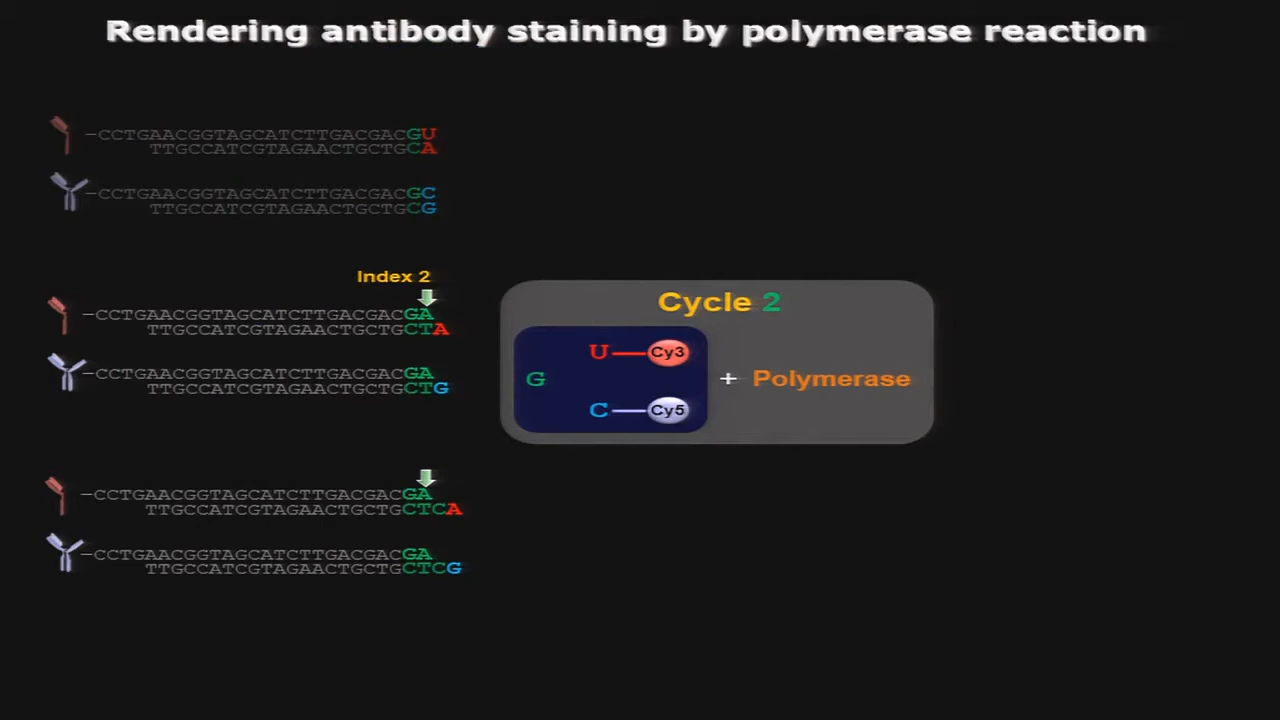 Rendering antibody staining by polymerase reaction
–CCTGAACGGTAGCATCTTGACGACGU
TTGCCATCGTAGAACTGCTGCA
–CCTGAACGGTAGCATCTTGACGACGC
TTGCCATCGTAGAACTGCTGCG
Index 2
–CCTGAACGGTAGCATCTTGACGACGA
TTGCCATCGTAGAACTGCTGCTA
–CCTGAACGGTAGCATCTTGACGACGA
TTGCCATCGTAGAACTGCTGCTG
Cycle 2
U—Cy3
G
+ Polymerase
C—Cy5
–CCTGAACGGTAGCATCTTGACGACGA
TTGCCATCGTAGAACTGCTGCTCA
–CCTGAACGGTAGCATCTTGACGACGA
TTGCCATCGTAGAACTGCTGCTCG